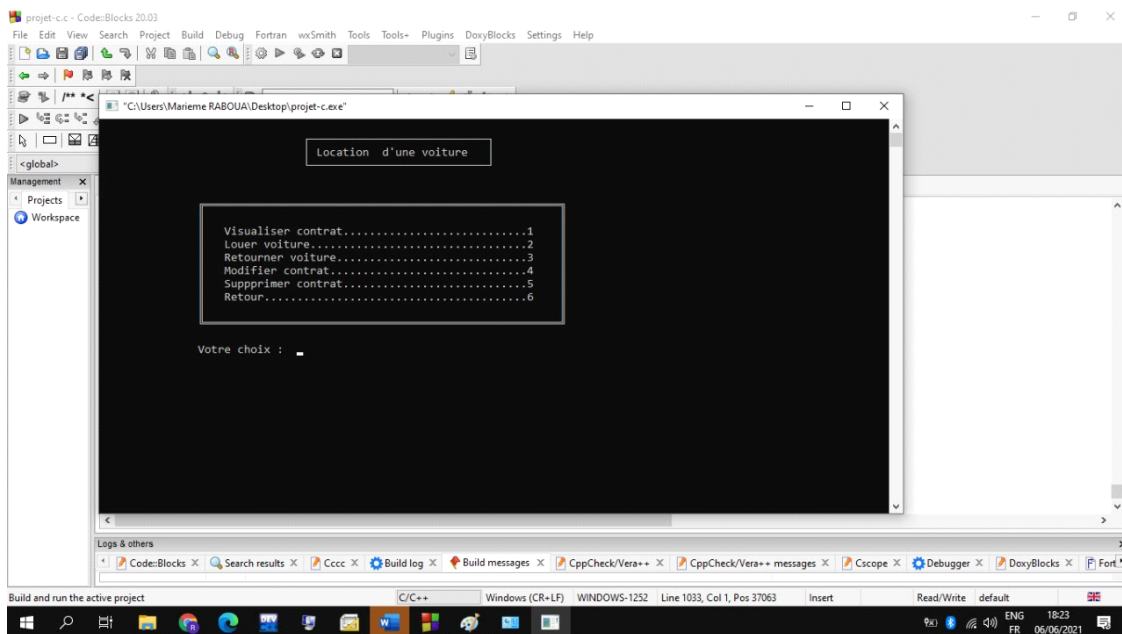 projet-c.c - Code::Blocks 20.03
File Edit View Search Project Build Debug Fortran wxSmith Tools Tools+ Plugins DoxyBlocks Settings Help
/** *<
"C:\Users\Marieme RABOUA\Desktop\projet-c.exe"
<global>
Management
Projects
Workspace
Location d'une voiture
Visualiser contrat............................1
Louer voiture.................................2
Retourner voiture.............................3
Modifier contrat..............................4
Suppprimer contrat............................5
Retour........................................6
Votre choix :
Logs & others
Code::Blocks Search results Cccc Build log Build messages CppCheck/Vera++ CppCheck/Vera++ messages Cscope Debugger DoxyBlocks Fort
Build and run the active project C/C++ Windows (CR+LF) WINDOWS-1252 Line 1033, Col 1, Pos 37063 Insert Read/Write default
ENG 18:23
FR 06/06/2021